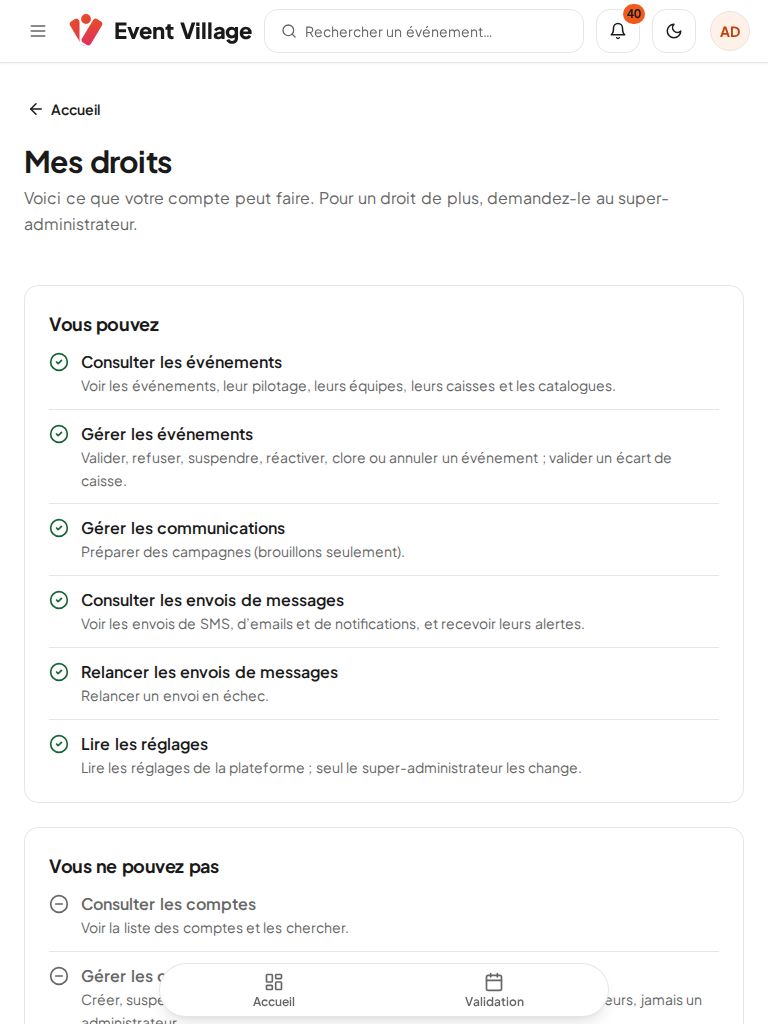 Event Village
Rechercher un événement...
40
AD
Accueil
Mes droits
Voici ce que votre compte peut faire. Pour un droit de plus, demandez-le au super-
administrateur.
Vous pouvez
Consulter les événements
Voir les événements, leur pilotage, leurs équipes, leurs caisses et les catalogues.
Gérer les événements
Valider, refuser, suspendre, réactiver, clore ou annuler un événement ; valider un écart de
caisse.
Gérer les communications
Préparer des campagnes (brouillons seulement).
Consulter les envois de messages
Voir les envois de SMS, d’emails et de notifications, et recevoir leurs alertes.
Relancer les envois de messages
Relancer un envoi en échec.
Lire les réglages
Lire les réglages de la plateforme ; seul le super-administrateur les change.
Vous ne pouvez pas
Consulter les comptes
Voir la liste des comptes et les chercher.
Gérer les
Créer, jamais un
administrateur
Accueil
Validation